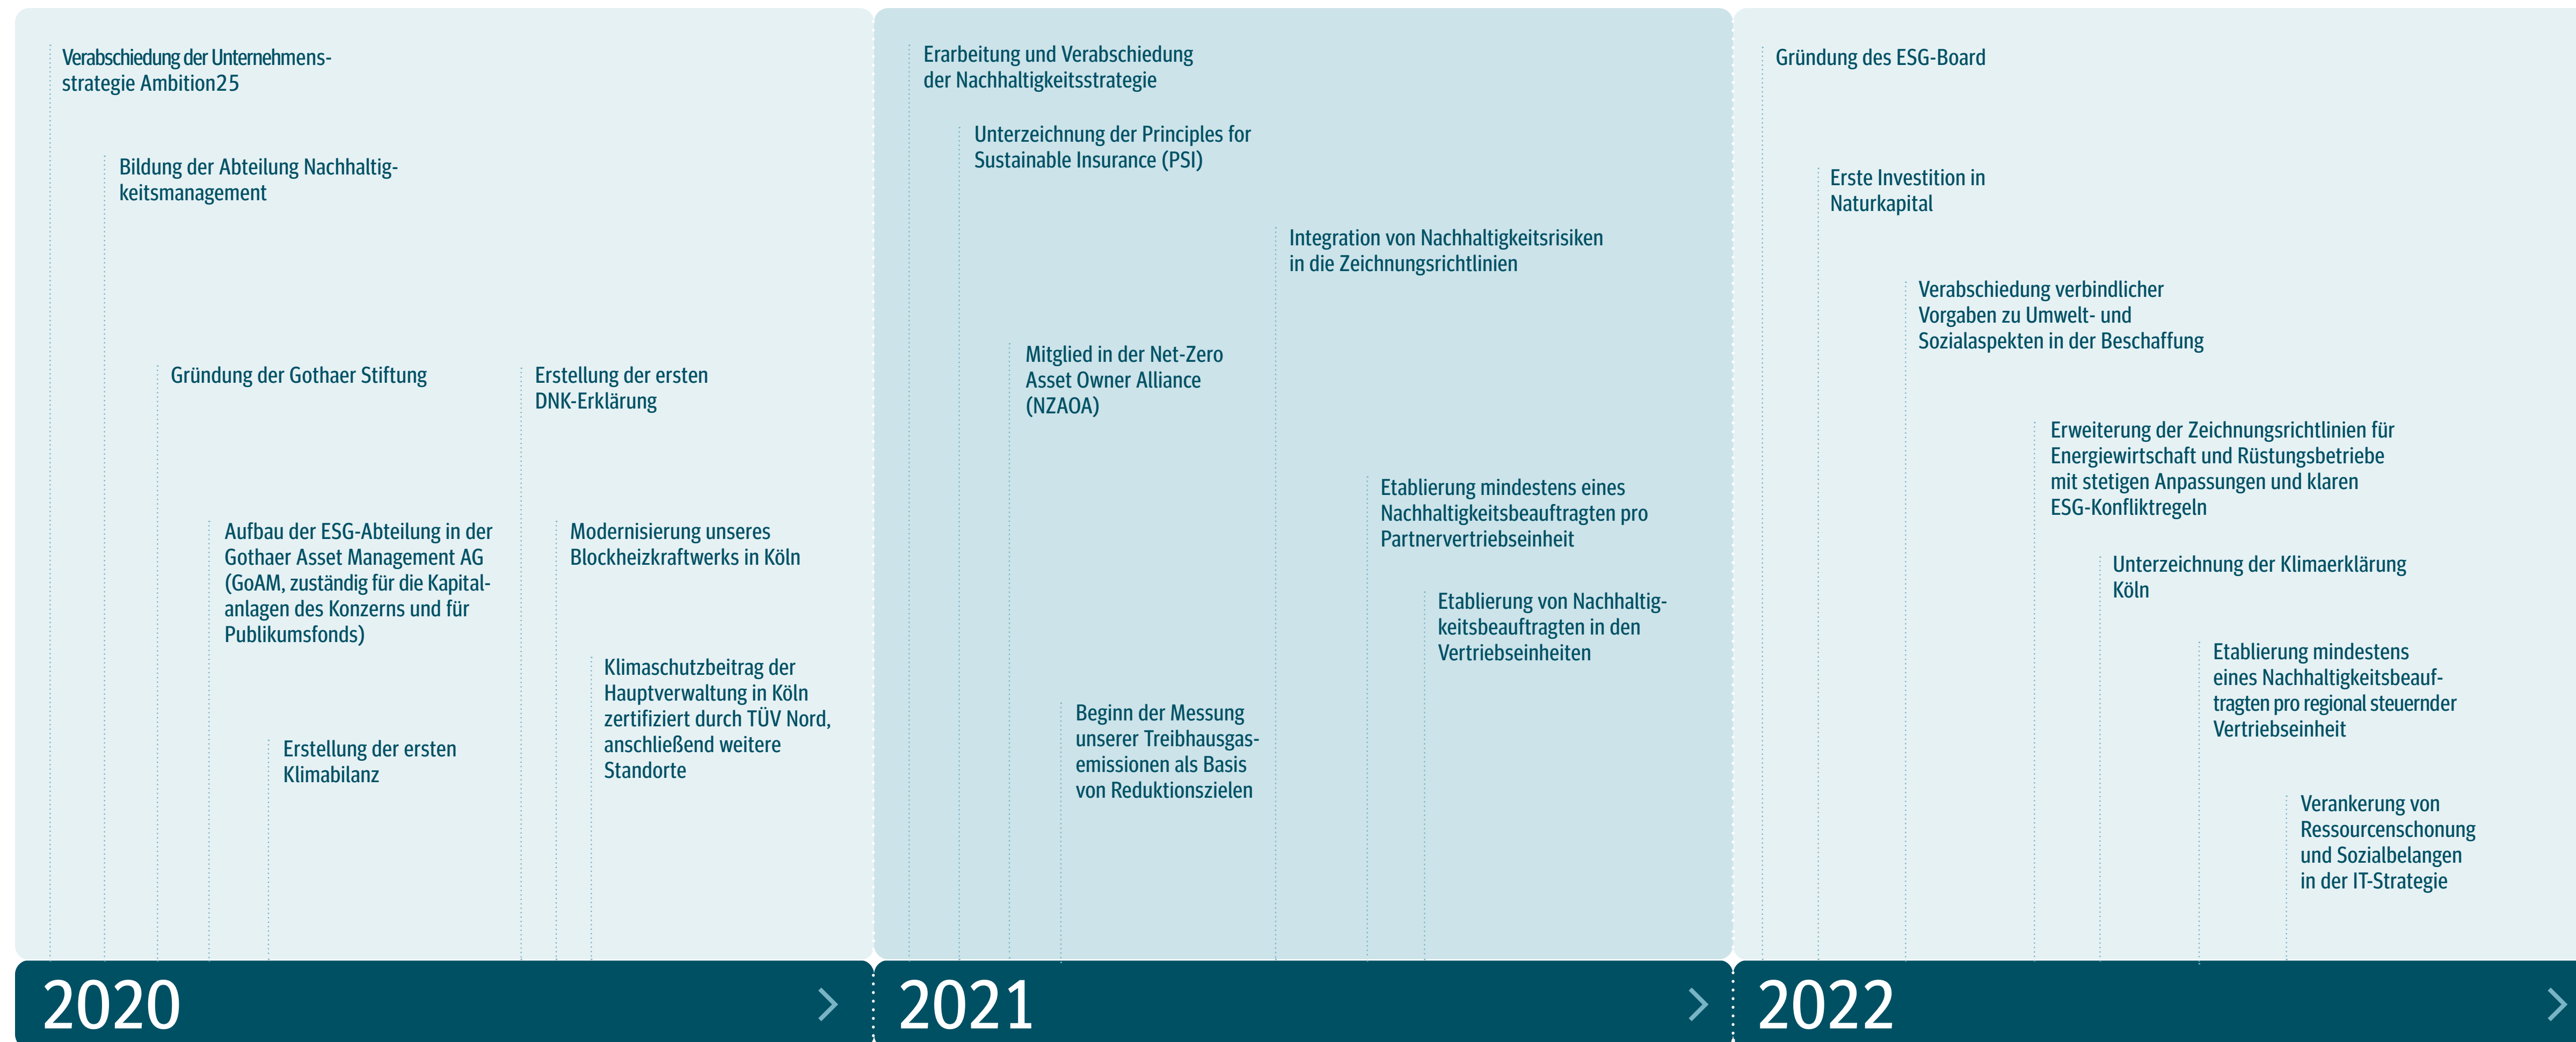 Verabschiedung der Unternehmens-
strategie Ambition25
Bildung der Abteilung Nachhaltig-
keitsmanagement
Gründung der Gothaer Stiftung
Aufbau der ESG-Abteilung in der
Gothaer Asset Management AG
(GoAM, zuständig für die Kapital-
anlagen des Konzerns und für
Publikumsfonds)
Erstellung der ersten
Klimabilanz
Erstellung der ersten
DNK-Erklärung
Modernisierung unseres
Blockheizkraftwerks in Köln
Klimaschutzbeitrag der
Hauptverwaltung in Köln
zertifiziert durch TÜV Nord,
anschließend weitere
Standorte
2020
Erarbeitung und Verabschiedung
der Nachhaltigkeitsstrategie
Unterzeichnung der Principles for
Sustainable Insurance (PSI)
Mitglied in der Net-Zero
Asset Owner Alliance
(NZAOA)
Beginn der Messung
unserer Treibhausgas-
emissionen als Basis
von Reduktionszielen
Integration von Nachhaltigkeitsrisiken
in die Zeichnungsrichtlinien
Etablierung mindestens eines
Nachhaltigkeitsbeauftragten pro
Partnervertriebseinheit
Etablierung von Nachhaltig-
keitsbeauftragten in den
Vertriebseinheiten
2021
Gründung des ESG-Board
Erste Investition in
Naturkapital
Verabschiedung verbindlicher
Vorgaben zu Umwelt- und
Sozialaspekten in der Beschaffung
Erweiterung der Zeichnungsrichtlinien für
Energiewirtschaft und Rüstungsbetriebe
mit stetigen Anpassungen und klaren
ESG-Konfliktregeln
Unterzeichnung der Klimaerklärung
Köln
Etablierung mindestens
eines Nachhaltigkeitsbeauf-
tragten pro regional steuernder
Vertriebseinheit
Verankerung von
Ressourcenschonung
und Sozialbelangen
in der IT-Strategie
2022